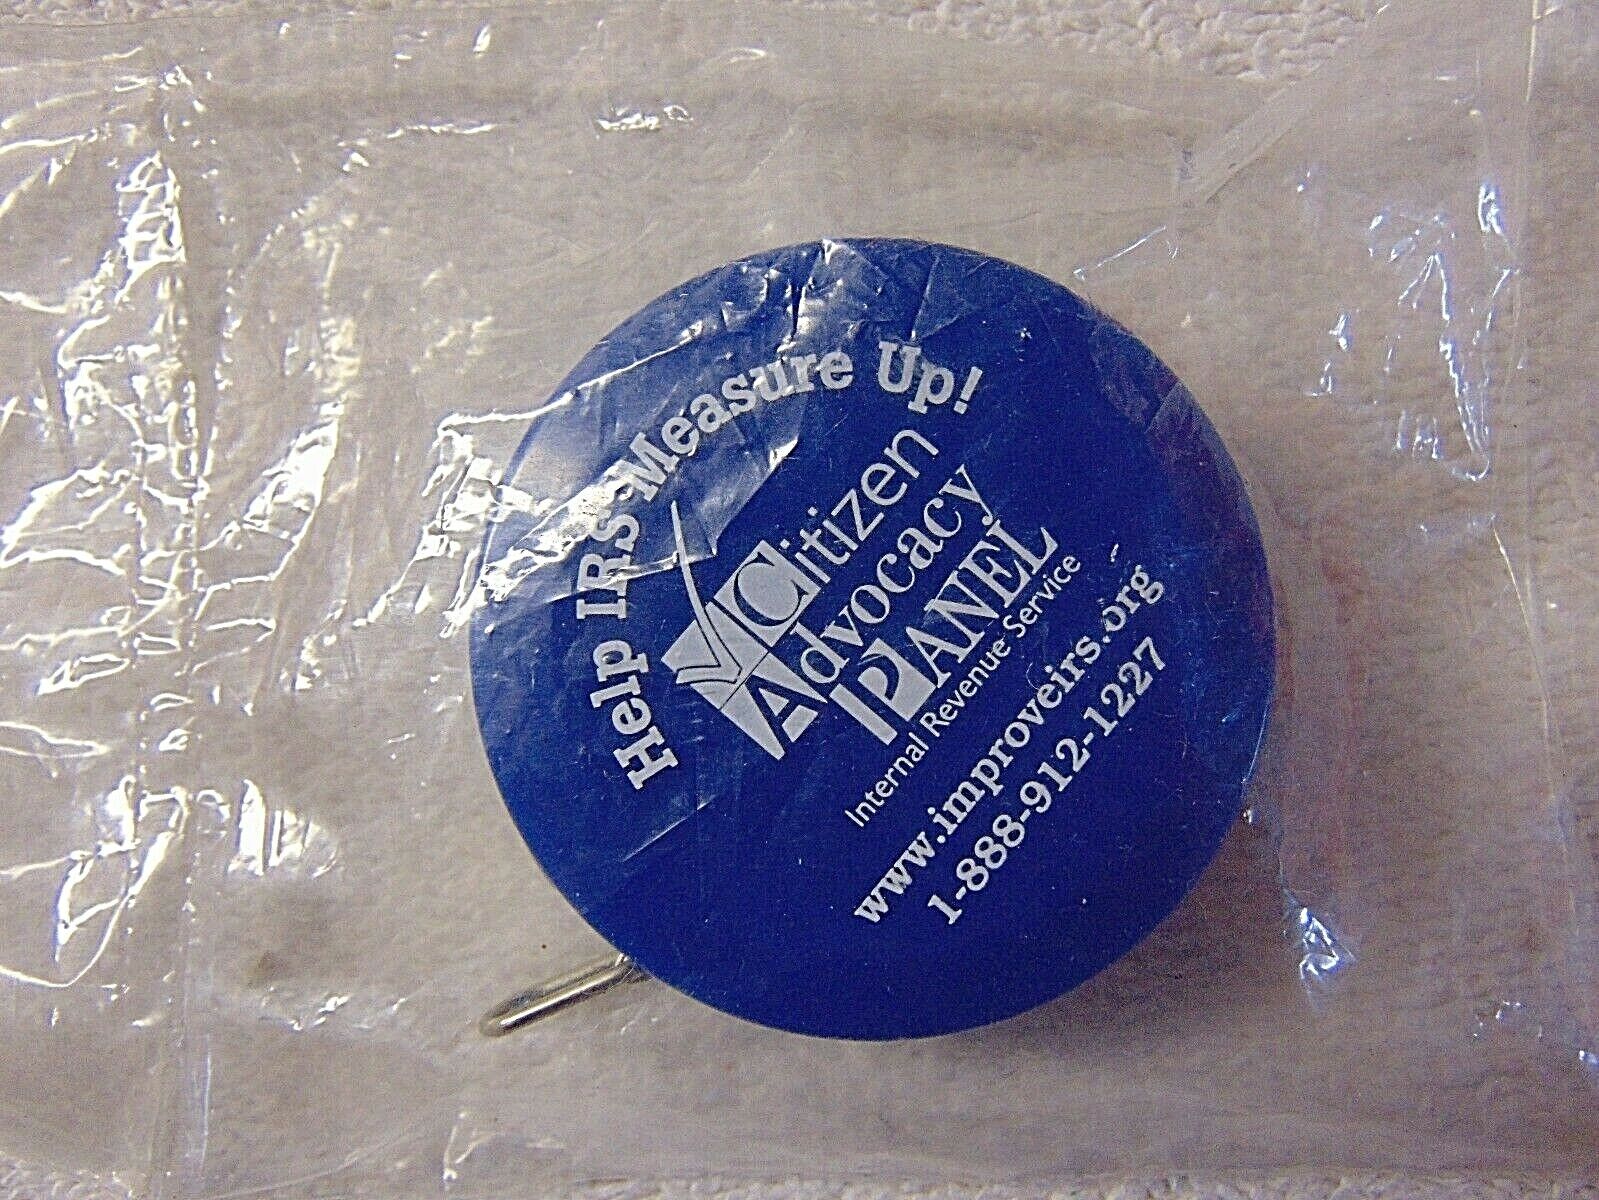 Help IRS Measure Up!
Citizen
Advocacy
PANEL
Internal Revenue Service
www.improveirs.org
1-888-912-1227